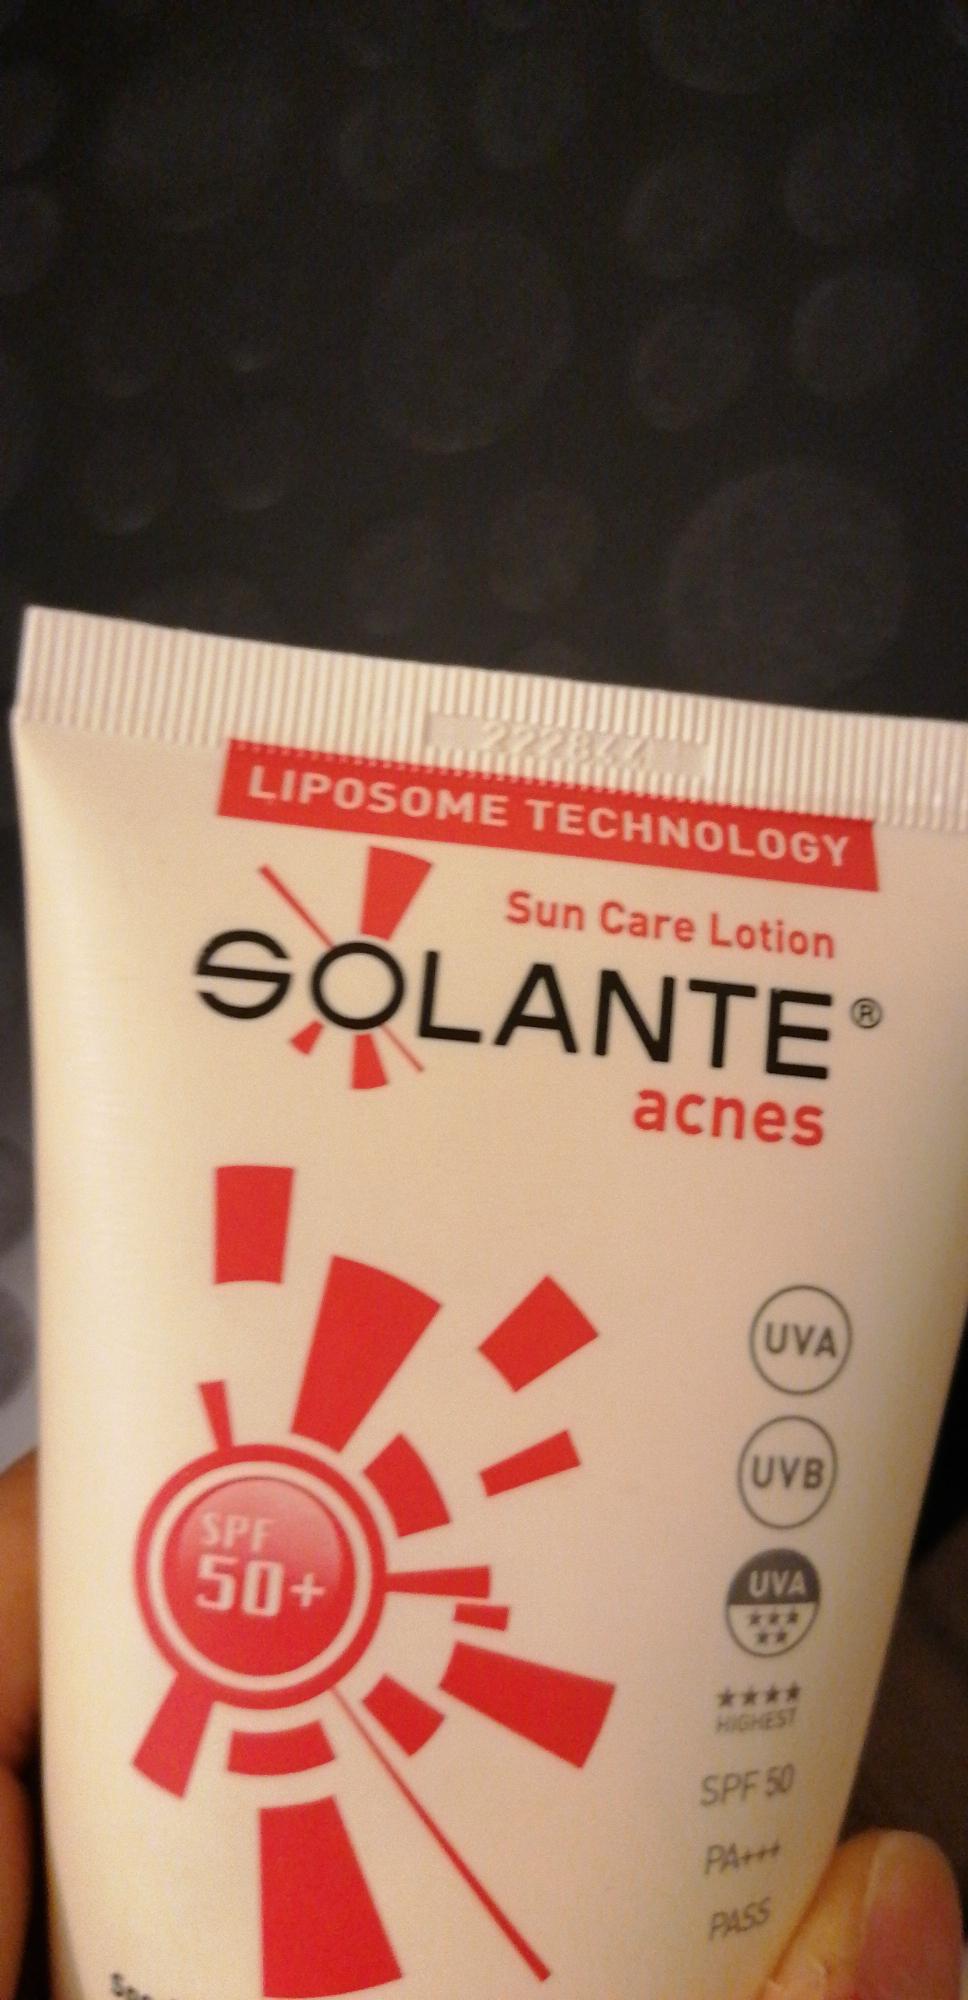 LIPOSOME TECHNOLOGY
Sun Care Lotion
SOLANTE®
acnes
UVA
UVB
UVA
★★★
★★
★★★★
HIGHEST
SPF 50
PA+++
PASS
SPF
50+